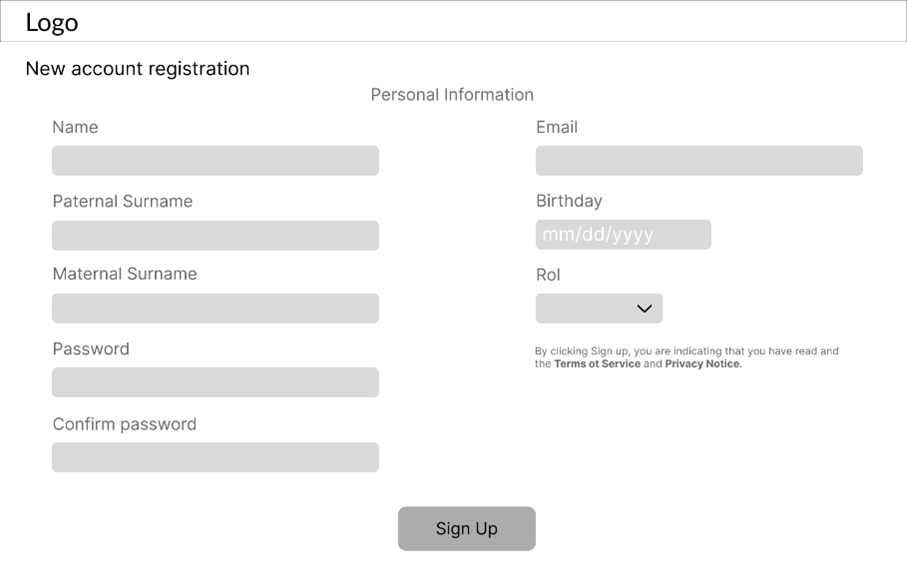 Logo
New account registration
Personal Information
Name
Email
Paternal Surname
Birthday
mm/dd/yyyy
Maternal Surname
Rol
Password
By clicking Sign up, you are indicating that you have read and
the Terms ot Service and Privacy Notice.
Confirm password
Sign Up